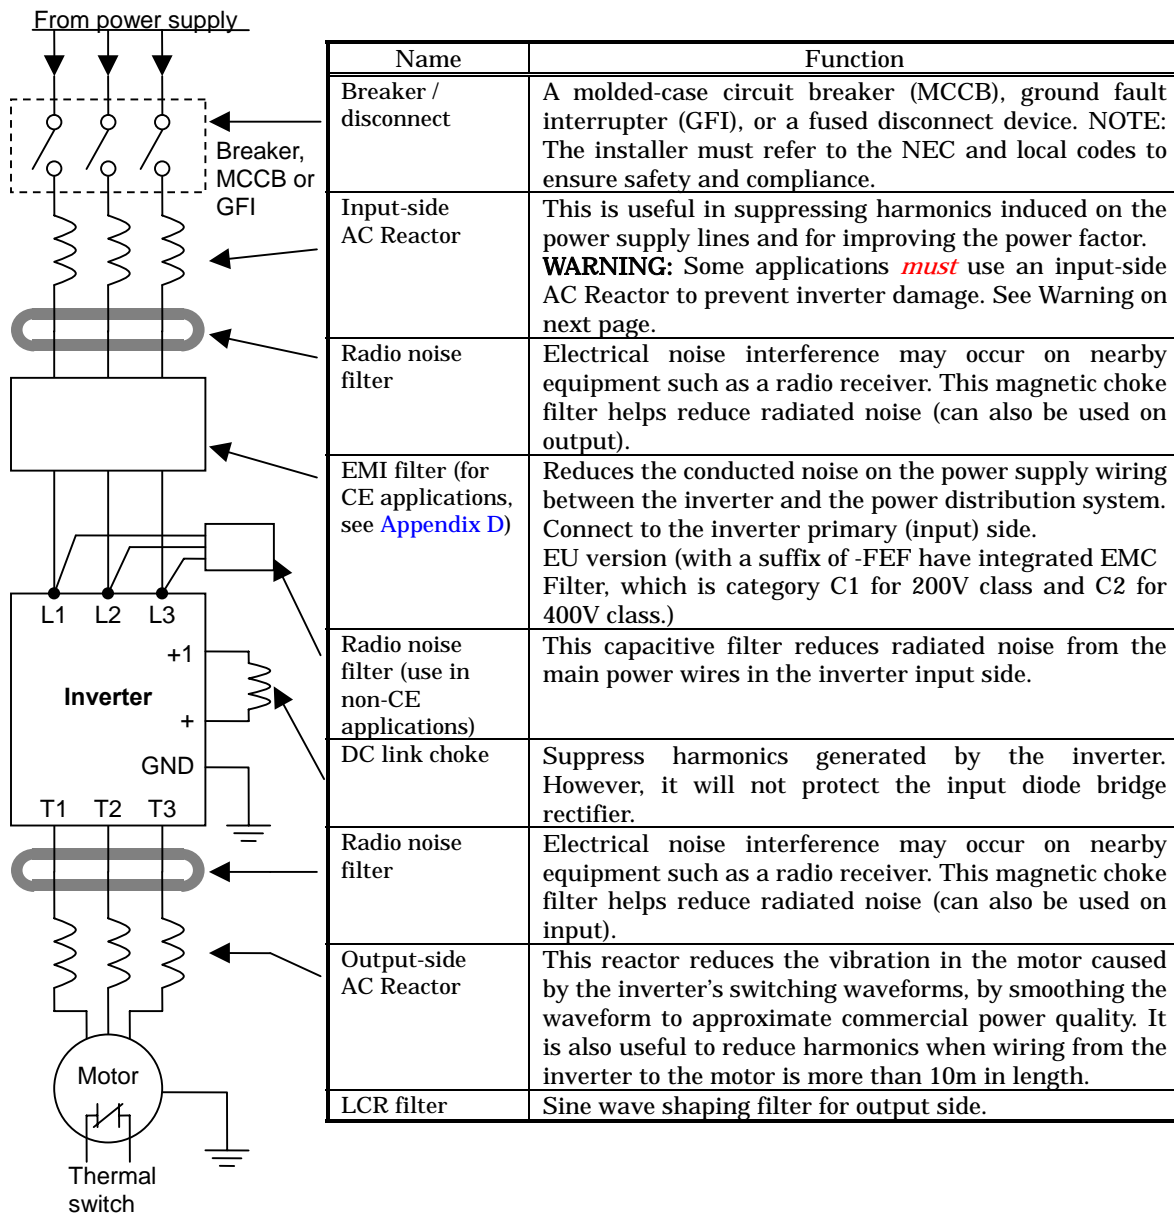 From power supply
Breaker,
MCCB or
GFI
L1 L2 L3
+1
Inverter
+
GND
T1 T2 T3
Motor
Thermal
switch
Name Function
Breaker /
disconnect
A molded-case circuit breaker (MCCB), ground fault
interrupter (GFI), or a fused disconnect device. NOTE:
The installer must refer to the NEC and local codes to
ensure safety and compliance.
Input-side
AC Reactor
This is useful in suppressing harmonics induced on the
power supply lines and for improving the power factor.
WARNING: Some applications must use an input-side
AC Reactor to prevent inverter damage. See Warning on
next page.
Radio noise
filter
Electrical noise interference may occur on nearby
equipment such as a radio receiver. This magnetic choke
filter helps reduce radiated noise (can also be used on
output).
EMI filter (for
CE applications,
see Appendix D)
Reduces the conducted noise on the power supply wiring
between the inverter and the power distribution system.
Connect to the inverter primary (input) side.
EU version (with a suffix of -FEF have integrated EMC
Filter, which is category C1 for 200V class and C2 for
400V class.)
Radio noise
filter (use in
non-CE
applications)
This capacitive filter reduces radiated noise from the
main power wires in the inverter input side.
DC link choke
Suppress harmonics generated by the inverter.
However, it will not protect the input diode bridge
rectifier.
Radio noise
filter
Electrical noise interference may occur on nearby
equipment such as a radio receiver. This magnetic choke
filter helps reduce radiated noise (can also be used on
input).
Output-side
AC Reactor
This reactor reduces the vibration in the motor caused
by the inverter's switching waveforms, by smoothing the
waveform to approximate commercial power quality. It
is also useful to reduce harmonics when wiring from the
inverter to the motor is more than 10m in length.
LCR filter
Sine wave shaping filter for output side.